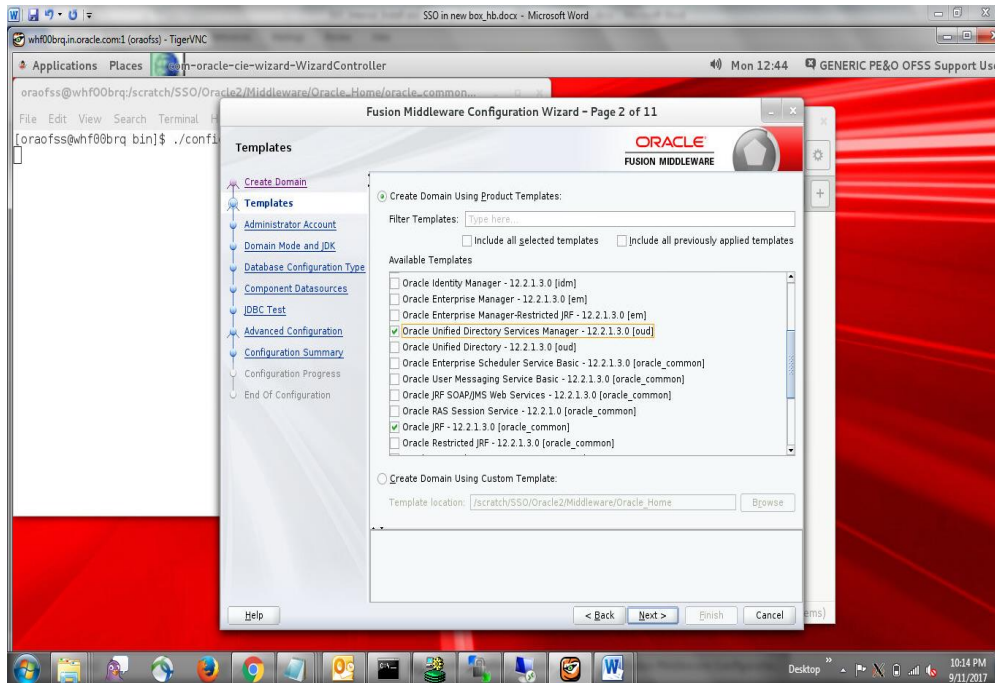 SSO in new box_hb.docx - Microsoft Word
whf00brq.in.oracle.com:1 (oraofss) - TigerVNC
Applications Places com-oracle-cie-wizard-WizardController Mon 12:44 GENERIC PE&O OFSS Support Use
oraofss@whf00brq:/scratch/SSO/Oracle2/Middleware/Oracle_Home/oracle_common...
File Edit View Search Terminal H
[oraofss@whf00brq bin]$ ./confi
Fusion Middleware Configuration Wizard - Page 2 of 11
Templates
ORACLE
FUSION MIDDLEWARE
Create Domain
Templates
Administrator Account
Domain Mode and JDK
Database Configuration Type
Component Datasources
JDBC Test
Advanced Configuration
Configuration Summary
Configuration Progress
End Of Configuration
Create Domain Using Product Templates:
Filter Templates: Type here...
Include all selected templates Include all previously applied templates
Available Templates
Oracle Identity Manager - 12.2.1.3.0 [idm]
Oracle Enterprise Manager - 12.2.1.3.0 [em]
Oracle Enterprise Manager-Restricted JRF - 12.2.1.3.0 [em]
Oracle Unified Directory Services Manager - 12.2.1.3.0 [oud]
Oracle Unified Directory - 12.2.1.3.0 [oud]
Oracle Enterprise Scheduler Service Basic - 12.2.1.3.0 [oracle_common]
Oracle User Messaging Service Basic - 12.2.1.3.0 [oracle_common]
Oracle JRF SOAP/JMS Web Services - 12.2.1.3.0 [oracle_common]
Oracle RAS Session Service - 12.2.1.0 [oracle_common]
Oracle JRF - 12.2.1.3.0 [oracle_common]
Oracle Restricted JRF - 12.2.1.3.0 [oracle_common]
Create Domain Using Custom Template:
Template location: /scratch/SSO/Oracle2/Middleware/Oracle_Home Browse
Help < Back Next > Finish Cancel
ems)
Desktop » 10:14 PM
9/11/2017